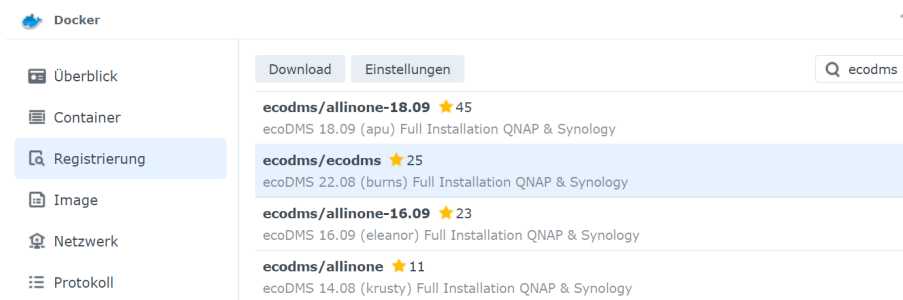 Docker
Überblick
Container
Registrierung
Image
Netzwerk
Protokoll
Download Einstellungen ecodms
ecodms/allinone-18.09 45
ecoDMS 18.09 (apu) Full Installation QNAP & Synology
ecodms/ecodms 25
ecoDMS 22.08 (burns) Full Installation QNAP & Synology
ecodms/allinone-16.09 23
ecoDMS 16.09 (eleanor) Full Installation QNAP & Synology
ecodms/allinone 11
ecoDMS 14.08 (krusty) Full Installation QNAP & Synology